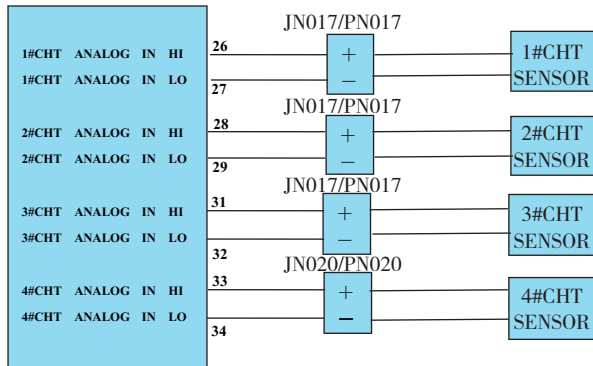 JN017/PN017
1#CHT ANALOG IN HI 26 + 1#CHT
1#CHT ANALOG IN LO 27 − SENSOR
JN017/PN017
2#CHT ANALOG IN HI 28 + 2#CHT
2#CHT ANALOG IN LO 29 − SENSOR
JN017/PN017
3#CHT ANALOG IN HI 31 + 3#CHT
3#CHT ANALOG IN LO 32 − SENSOR
JN020/PN020
4#CHT ANALOG IN HI 33 + 4#CHT
4#CHT ANALOG IN LO 34 − SENSOR